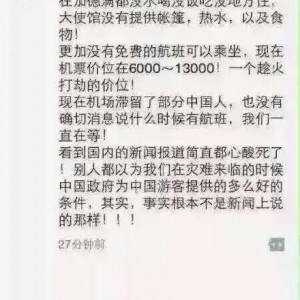 在加德满都没水喝没饭吃没地方住，
大使馆没有提供帐篷，热水，以及食
物！
更加没有免费的航班可以乘坐，现在
机票价位在6000～13000！一个趁火
打劫的价位！
现在机场滞留了部分中国人，也没有
确切消息说什么时候有航班，我们一
直在等！
看到国内的新闻报道简直都心酸死了
！别人都以为我们在灾难来临的时候
中国政府为中国游客提供的多么好的
条件，其实，事实根本不是新闻上说
的那样！！！
27分钟前